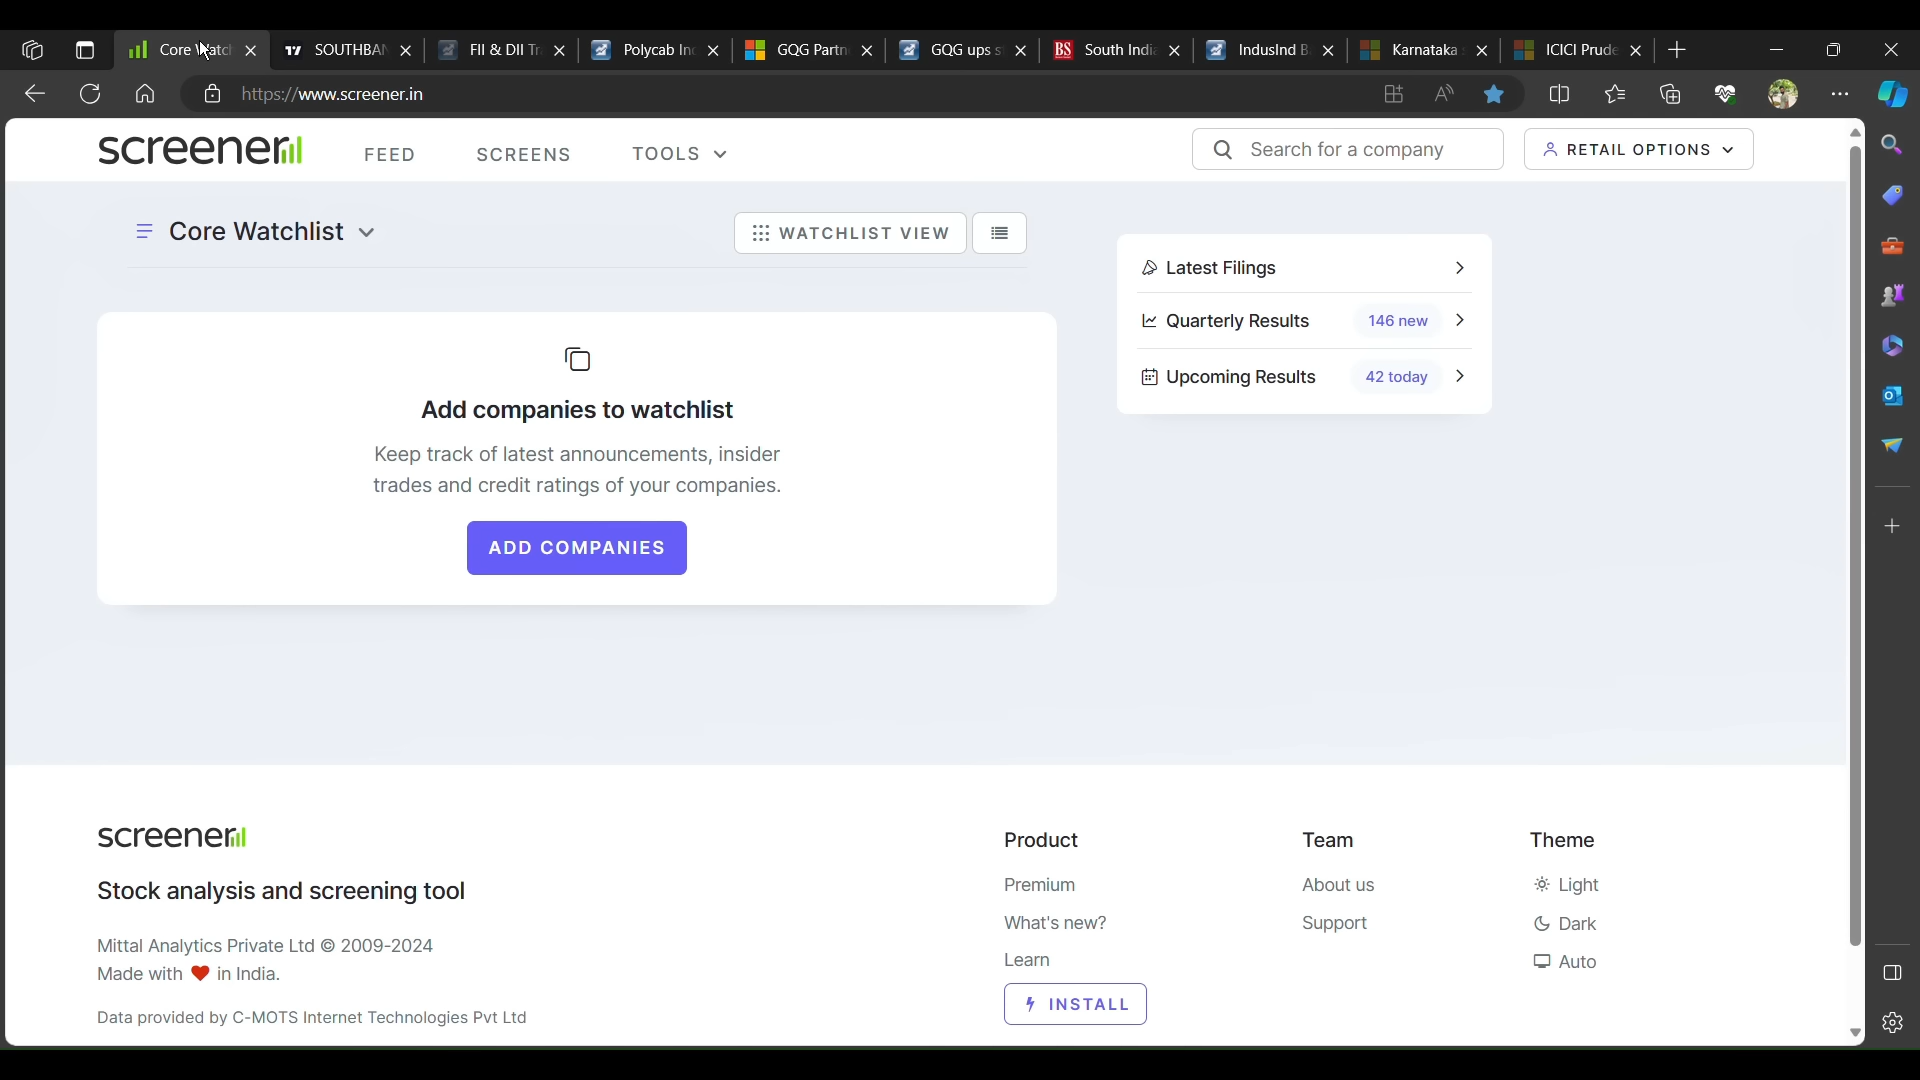 Core Watch
SOUTHBAN
FII & DII Tr
Polycab Inc
GQG Partn
GQG ups s
BS South India
IndusInd B
Karnataka
ICICI Prude
https://www.screener.in
screener
FEED
SCREENS
TOOLS
Search for a company
RETAIL OPTIONS
Core Watchlist
WATCHLIST VIEW
Latest Filings
Quarterly Results 146 new
Upcoming Results 42 today
Add companies to watchlist
Keep track of latest announcements, insider
trades and credit ratings of your companies.
ADD COMPANIES
screener
Stock analysis and screening tool
Mittal Analytics Private Ltd © 2009-2024
Made with ❤ in India.
Data provided by C-MOTS Internet Technologies Pvt Ltd
Product
Premium
What's new?
Learn
INSTALL
Team
About us
Support
Theme
Light
Dark
Auto